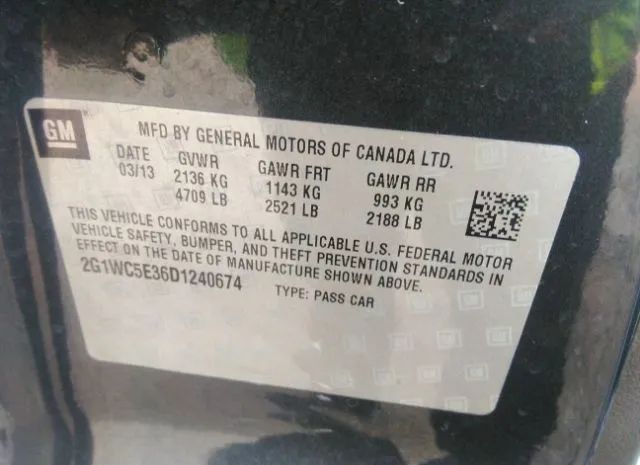 GM
MFD BY GENERAL MOTORS OF CANADA LTD.
DATE GVWR GAWR FRT GAWR RR
03/13 2136 KG 1143 KG 993 KG
4709 LB 2521 LB 2188 LB
THIS VEHICLE CONFORMS TO ALL APPLICABLE U.S. FEDERAL MOTOR
VEHICLE SAFETY, BUMPER, AND THEFT PREVENTION STANDARDS IN
EFFECT ON THE DATE OF MANUFACTURE SHOWN ABOVE.
2G1WC5E36D1240674 TYPE: PASS CAR